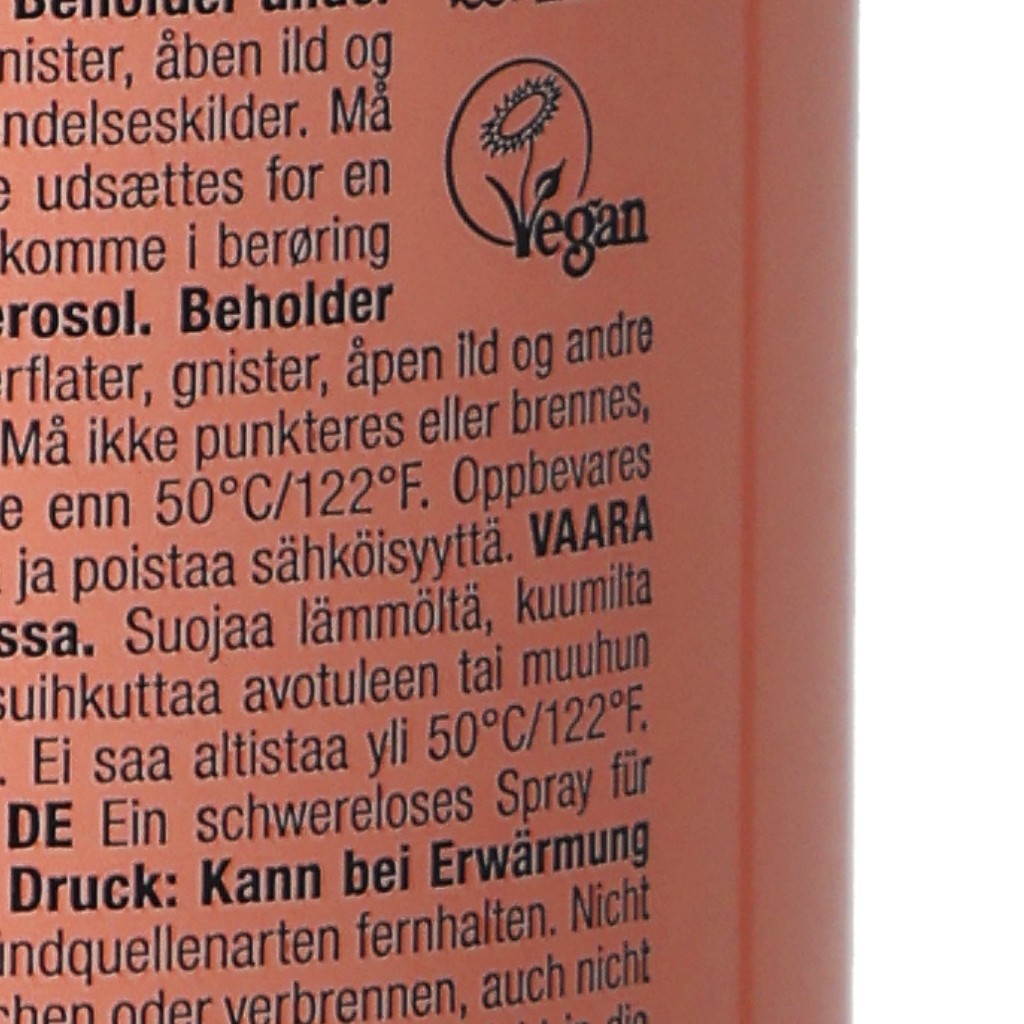 Beholder under
nister, åben ild og
ndelseskilder. Må
e udsættes for en
komme i berøring
erosol. Beholder
Vegan
erflater, gnister, åpen ild og andre
Må ikke punkteres eller brennes,
e enn 50°C/122°F. Oppbevares
ja poistaa sähköisyyttä. VAARA
ssa. Suojaa lämmöltä, kuumilta
suihkuttaa avotuleen tai muuhun
. Ei saa altistaa yli 50°C/122°F.
DE Ein schwereloses Spray für
Druck: Kann bei Erwärmung
ündquellenarten fernhalten. Nicht
chen oder verbrennen, auch nicht